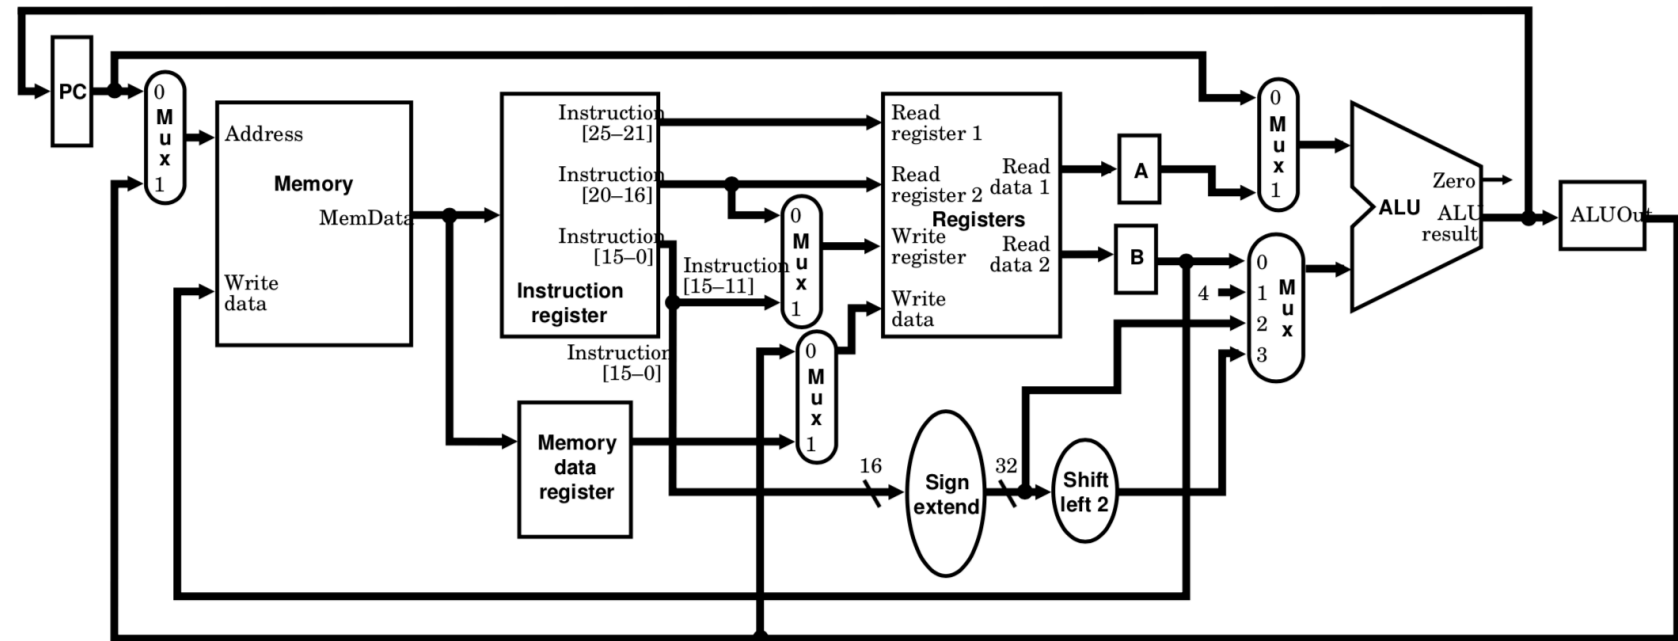 PC
0
M
u
x
1
Address
Memory
MemData
Write
data
Instruction
[25–21]
Instruction
[20–16]
Instruction
[15–0]
Instruction
register
Instruction
[15–11]
Instruction
[15–0]
Memory
data
register
0
M
u
x
1
0
M
u
x
1
Read
register 1
Read
register 2
Registers
Write
register
Write
data
Read
data 1
Read
data 2
16
Sign
extend
32
Shift
left 2
A
B
4
0
M
u
x
1
0
1
2
3
M
u
x
Zero
ALU
ALU
result
ALUOut